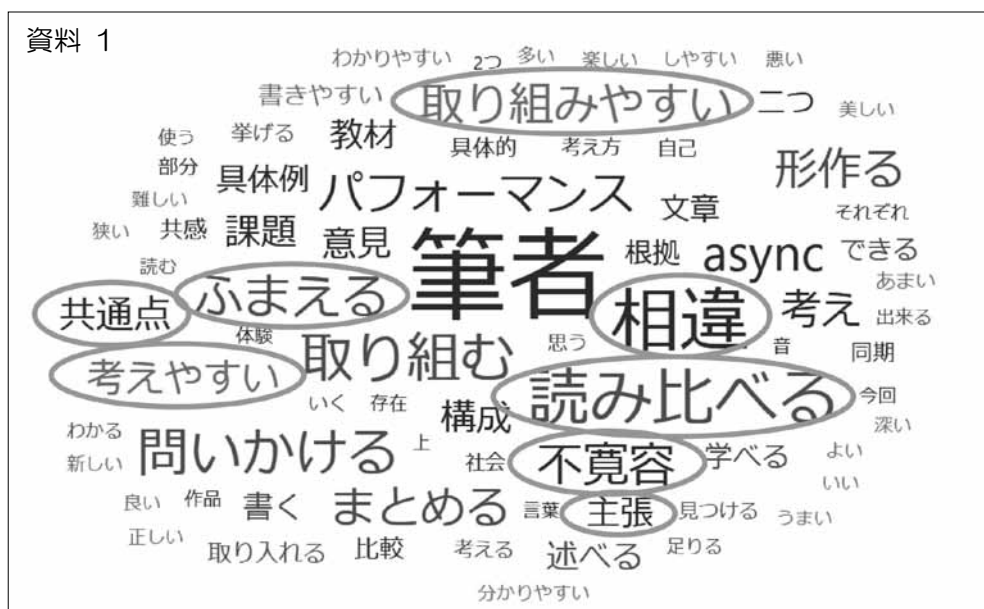 資料 1
わかりやすい 2つ 多い 楽しい しやすい 悪い
書きやすい 取り組みやすい 二つ 美しい
使う 挙げる 教材 具体的 考え方 自己
部分 具体例 パフォーマンス 文章 形作る
難しい それぞれ
狭い 共感 課題 意見 筆者 根拠 async できる
読む ふまえる 相違 考え あまい
共通点 体験 取り組む 思う 音 同期 出来る
考えやすい いく 存在 読み比べる 今回
わかる 問いかける 上 構成 深い
新しい 社会 不寛容 学べる よい
良い 作品 書く まとめる 言葉 主張 見つける うまい いい
正しい 取り入れる 比較 考える 述べる 足りる
分かりやすい